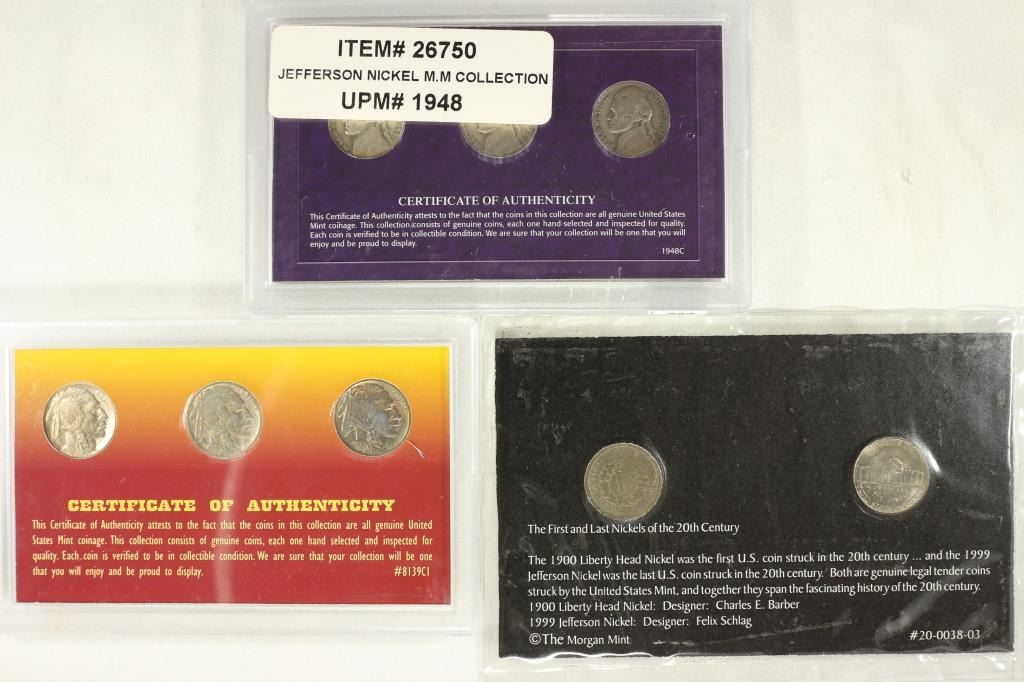 ITEM# 26750
JEFFERSON NICKEL M.M COLLECTION
UPM# 1948
CERTIFICATE OF AUTHENTICITY
This Certificate of Authenticity attests to the fact that the coins in this collection are all genuine United States
Mint coinage. This collection consists of genuine coins, each one hand-selected and inspected for quality.
Each coin is verified to be in collectible condition. We are sure that your collection will be one that you will
enjoy and be proud to display.
1948C
CERTIFICATE OF AUTHENTICITY
This Certificate of Authenticity attests to the fact that the coins in this collection are all genuine United
States Mint coinage. This collection consists of genuine coins, each one hand selected and inspected for
quality. Each coin is verified to be in collectible condition. We are sure that your collection will be one
that you will enjoy and be proud to display.
#8139C1
The First and Last Nickels of the 20th Century
The 1900 Liberty Head Nickel was the first U.S. coin struck in the 20th century ... and the 1999
Jefferson Nickel was the last U.S. coin struck in the 20th century. Both are genuine legal tender coins
struck by the United States Mint, and together they span the fascinating history of the 20th century.
1900 Liberty Head Nickel: Designer: Charles E. Barber
1999 Jefferson Nickel: Designer: Felix Schlag
©The Morgan Mint
#20-0038-03